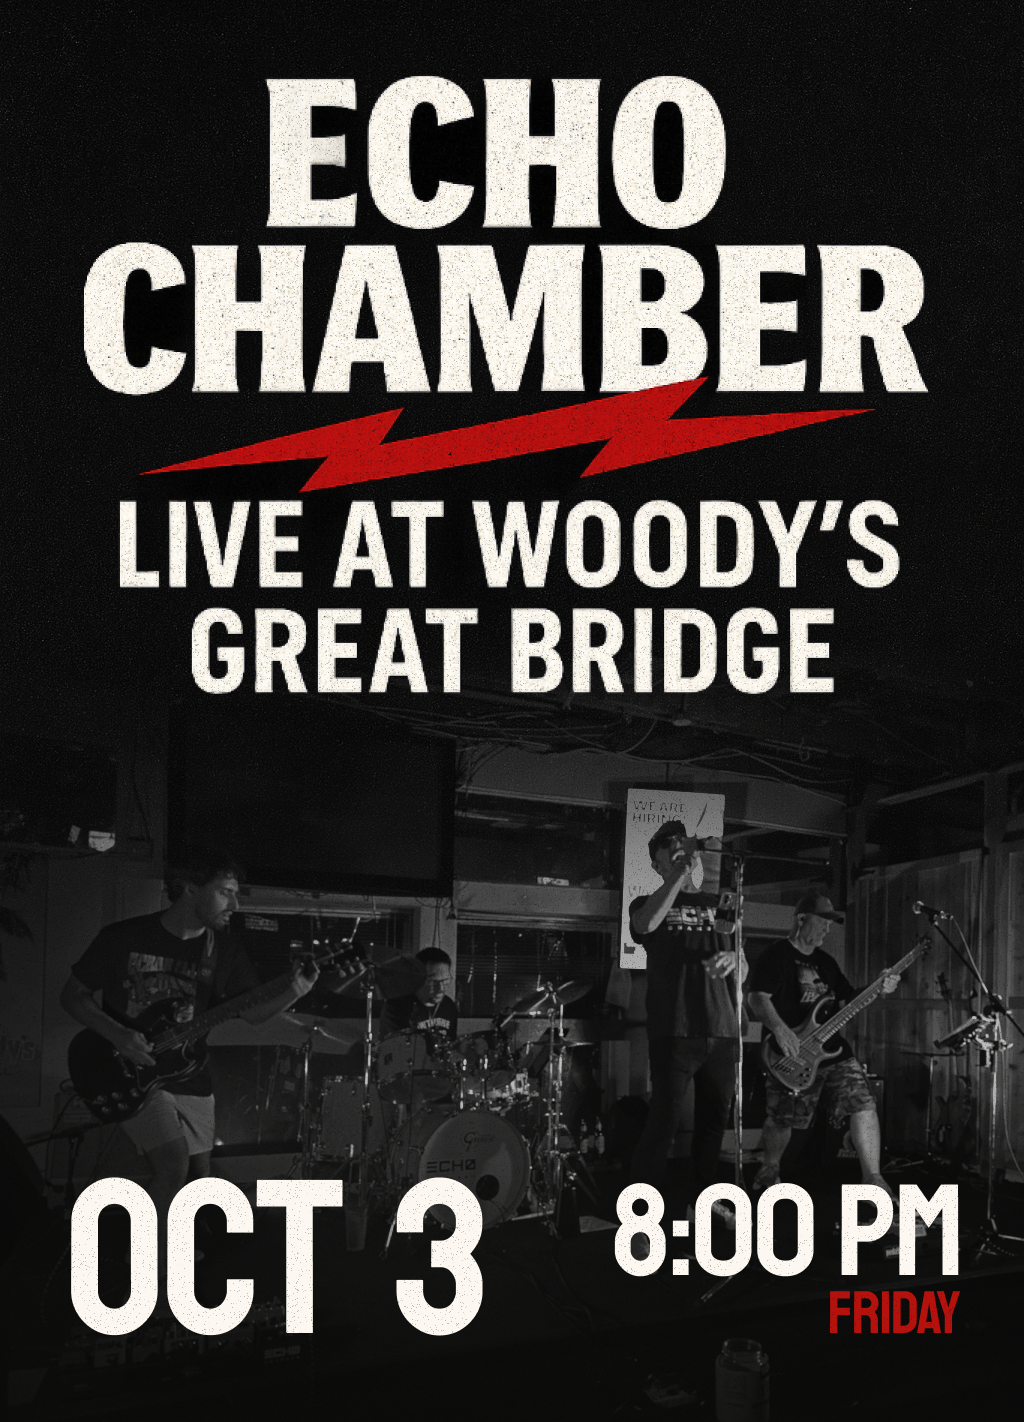 ECHO
CHAMBER
LIVE AT WOODY’S
GREAT BRIDGE
WE ARE
HIRING
ECHO
OCT 3
8:00 PM
FRIDAY